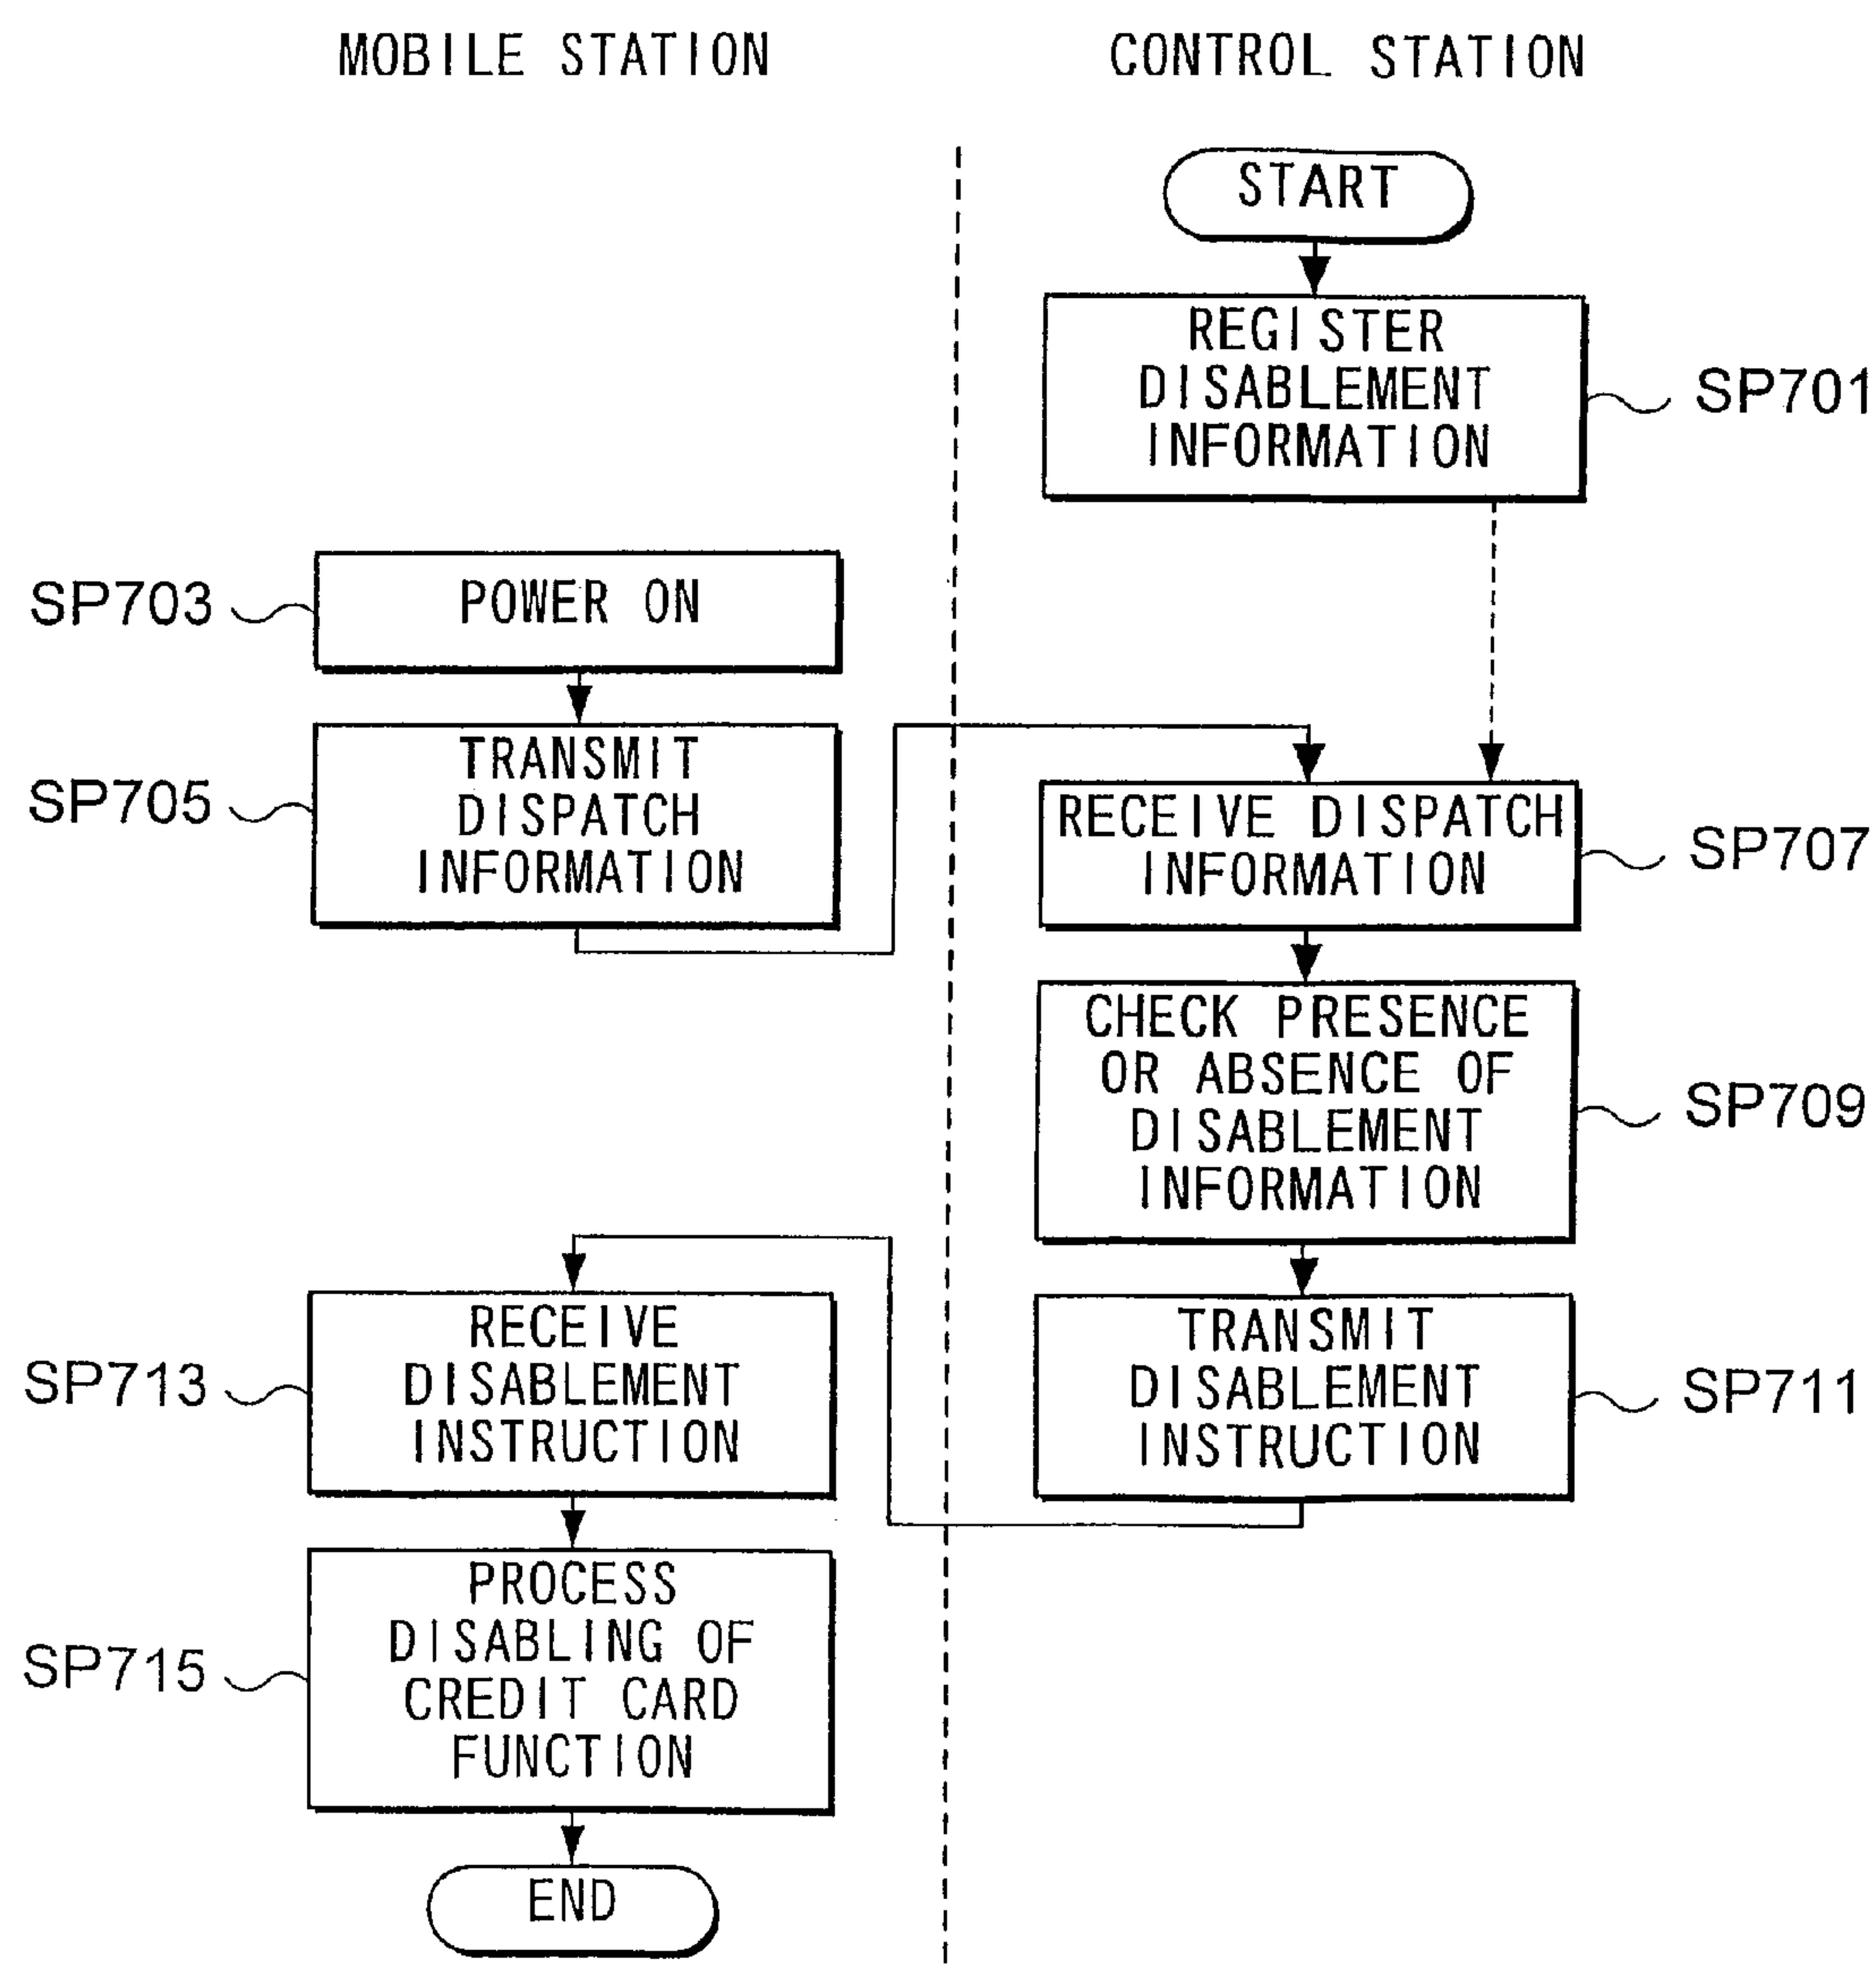 MOBILE STATION
CONTROL STATION
START
REGISTER
DISABLEMENT
INFORMATION
SP701
SP703
POWER ON
SP705
TRANSMIT
DISPATCH
INFORMATION
RECEIVE DISPATCH
INFORMATION
SP707
CHECK PRESENCE
OR ABSENCE OF
DISABLEMENT
INFORMATION
SP709
TRANSMIT
DISABLEMENT
INSTRUCTION
SP711
SP713
RECEIVE
DISABLEMENT
INSTRUCTION
SP715
PROCESS
DISABLING OF
CREDIT CARD
FUNCTION
END